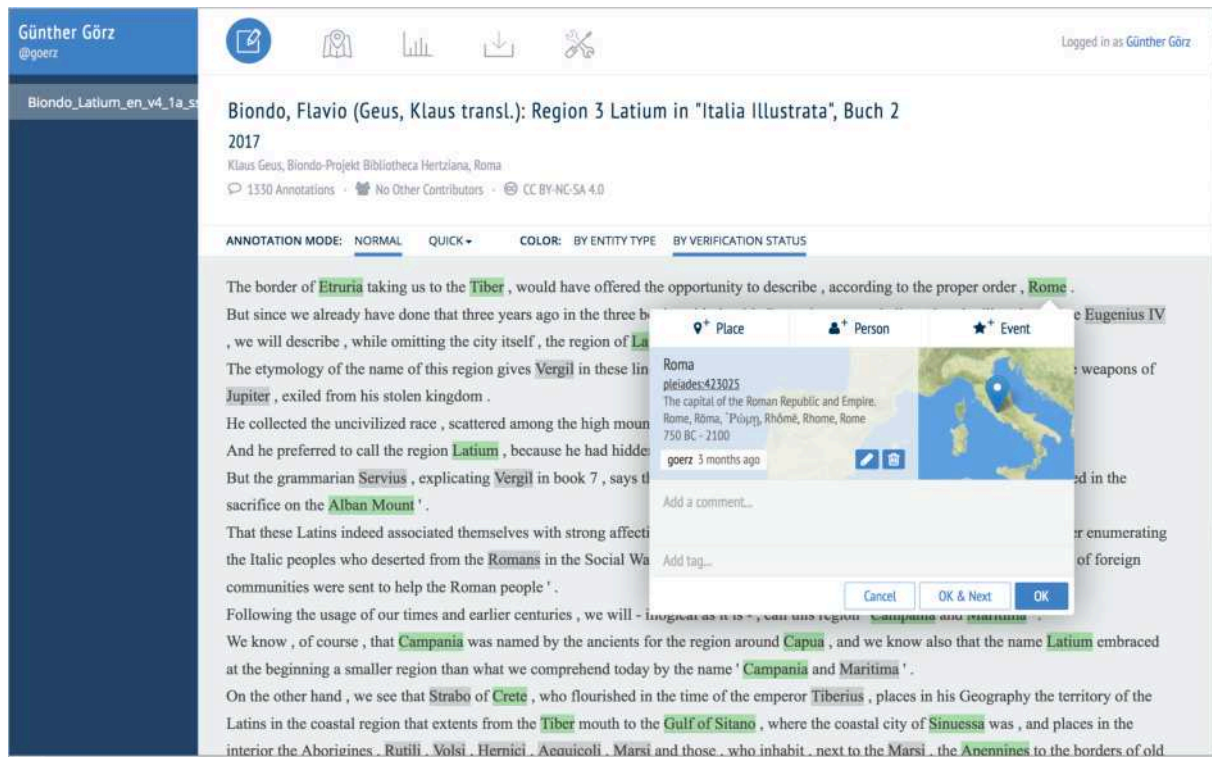 Günther Görz
@goerz
Logged in as Günther Görz
Biondo_Latium_en_v4_1a_s
Biondo, Flavio (Geus, Klaus transl.): Region 3 Latium in "Italia Illustrata", Buch 2
2017
Klaus Geus, Biondo-Projekt Bibliotheca Hertziana, Roma
1330 Annotations · No Other Contributors · CC BY-NC-SA 4.0
ANNOTATION MODE: NORMAL QUICK COLOR: BY ENTITY TYPE BY VERIFICATION STATUS
The border of Etruria taking us to the Tiber , would have offered the opportunity to describe , according to the proper order , Rome .
But since we already have done that three years ago in the three b e Eugenius IV
, we will describe , while omitting the city itself , the region of La
The etymology of the name of this region gives Vergil in these lin weapons of
Jupiter , exiled from his stolen kingdom .
He collected the uncivilized race , scattered among the high moun
And he preferred to call the region Latium , because he had hidde
But the grammarian Servius , explicating Vergil in book 7 , says t ed in the
sacrifice on the Alban Mount ' .
That these Latins indeed associated themselves with strong affecti r enumerating
the Italic peoples who deserted from the Romans in the Social Wa of foreign
communities were sent to help the Roman people ' .
Place Person Event
Roma
pleiades:423025
The capital of the Roman Republic and Empire.
Rome, Rōma, Ῥώμη, Rhṓmē, Rhome, Rome
750 BC - 2100
goerz 3 months ago
Add a comment...
Add tag...
Cancel OK & Next OK
Following the usage of our times and earlier centuries , we will - illogical as it is - , call this region ' Campania and Maritima ' .
We know , of course , that Campania was named by the ancients for the region around Capua , and we know also that the name Latium embraced
at the beginning a smaller region than what we comprehend today by the name ' Campania and Maritima ' .
On the other hand , we see that Strabo of Crete , who flourished in the time of the emperor Tiberius , places in his Geography the territory of the
Latins in the coastal region that extents from the Tiber mouth to the Gulf of Sitano , where the coastal city of Sinuessa was , and places in the
interior the Aborigines , Rutili , Volsi , Hernici , Aequicoli , Marsi and those , who inhabit , next to the Marsi , the Anennines to the borders of old